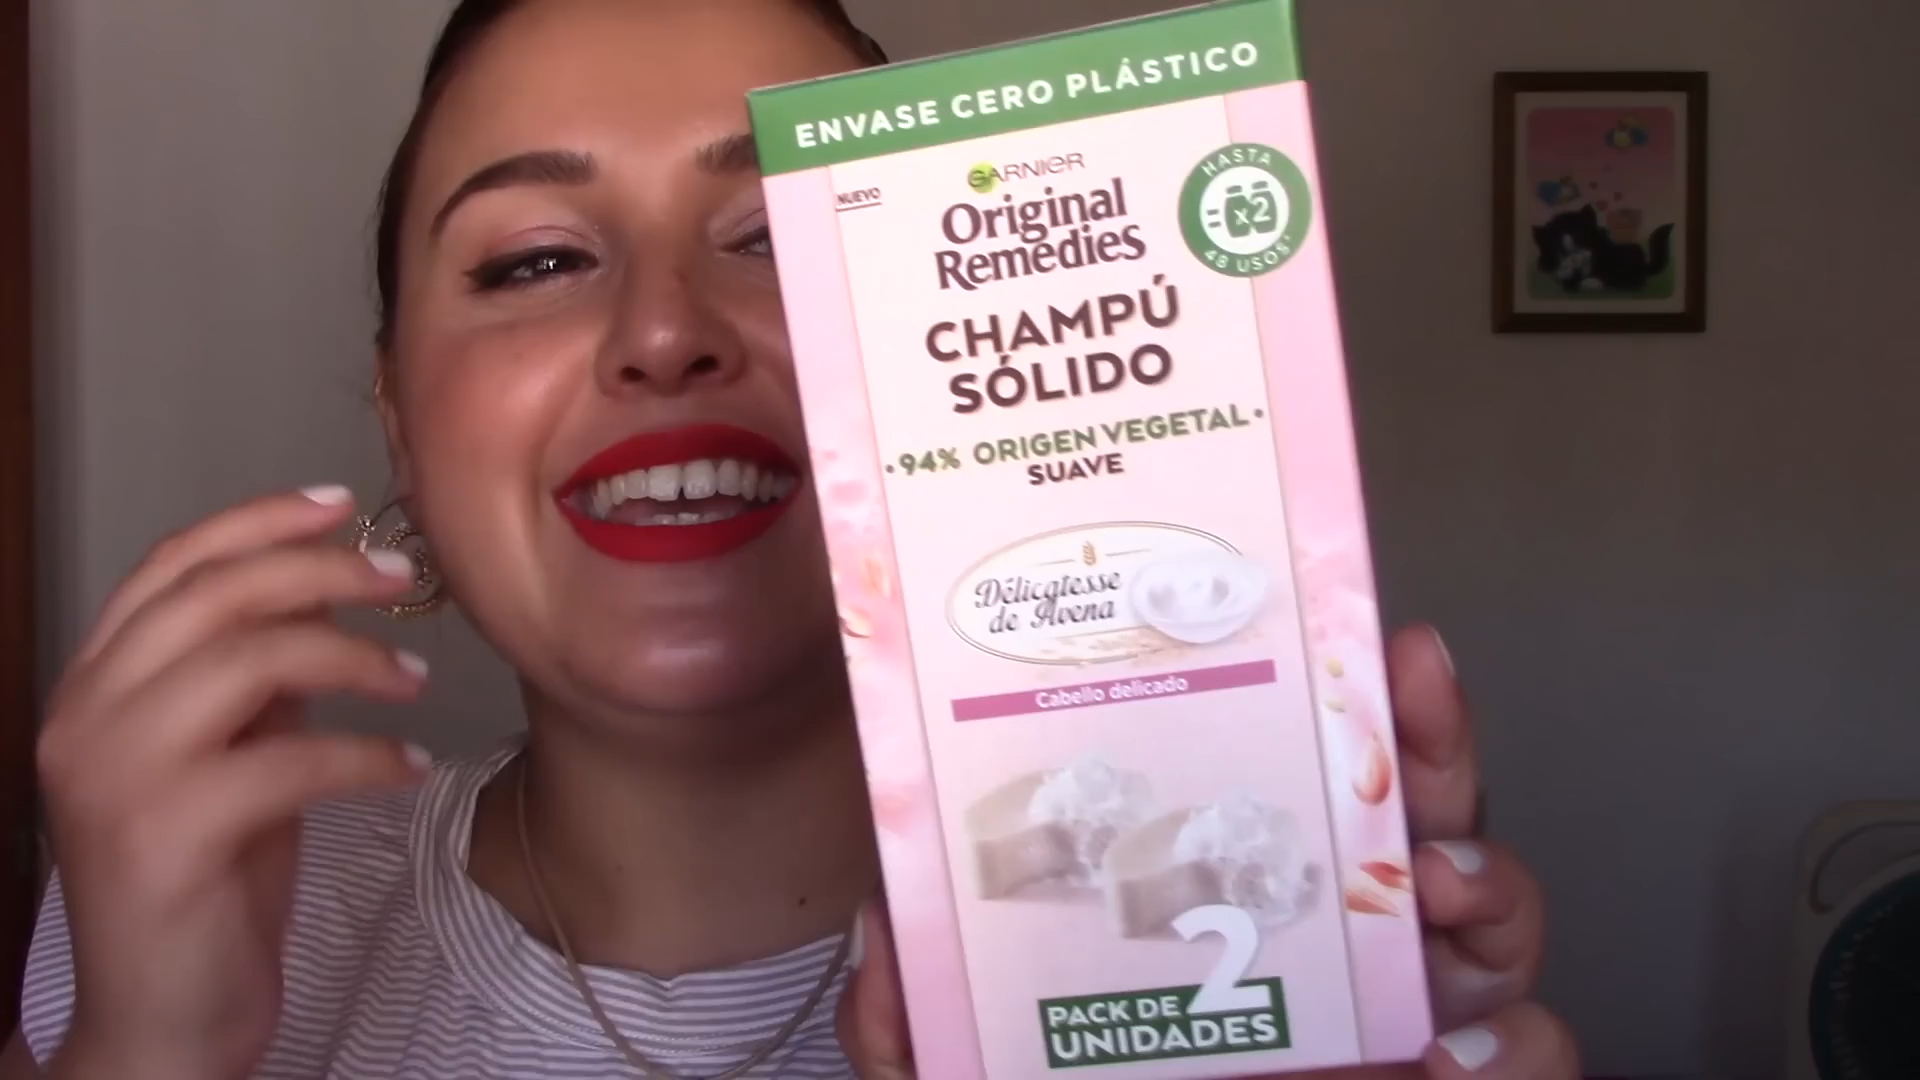 ENVASE CERO PLÁSTICO
NUEVO
GARNIER
Original
Remedies
HASTA
x2
48 USOS*
CHAMPÚ
SÓLIDO
• 94% ORIGEN VEGETAL •
SUAVE
Délicatesse
de Avena
Cabello delicado
PACK DE 2
UNIDADES